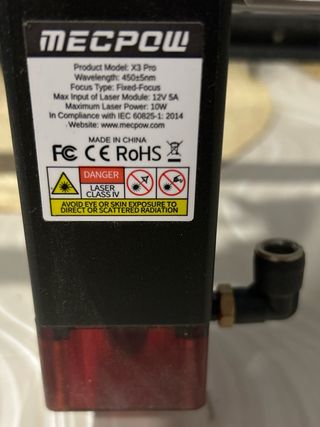 MECPOW
Product Model: X3 Pro
Wavelength: 450±5nm
Focus Type: Fixed-Focus
Max Input of Laser Module: 12V 5A
Maximum Laser Power: 10W
In Compliance with IEC 60825-1: 2014
Website: www.mecpow.com
MADE IN CHINA
FC CE RoHS
DANGER
LASER
CLASS IV
AVOID EYE OR SKIN EXPOSURE TO
DIRECT OR SCATTERED RADIATION